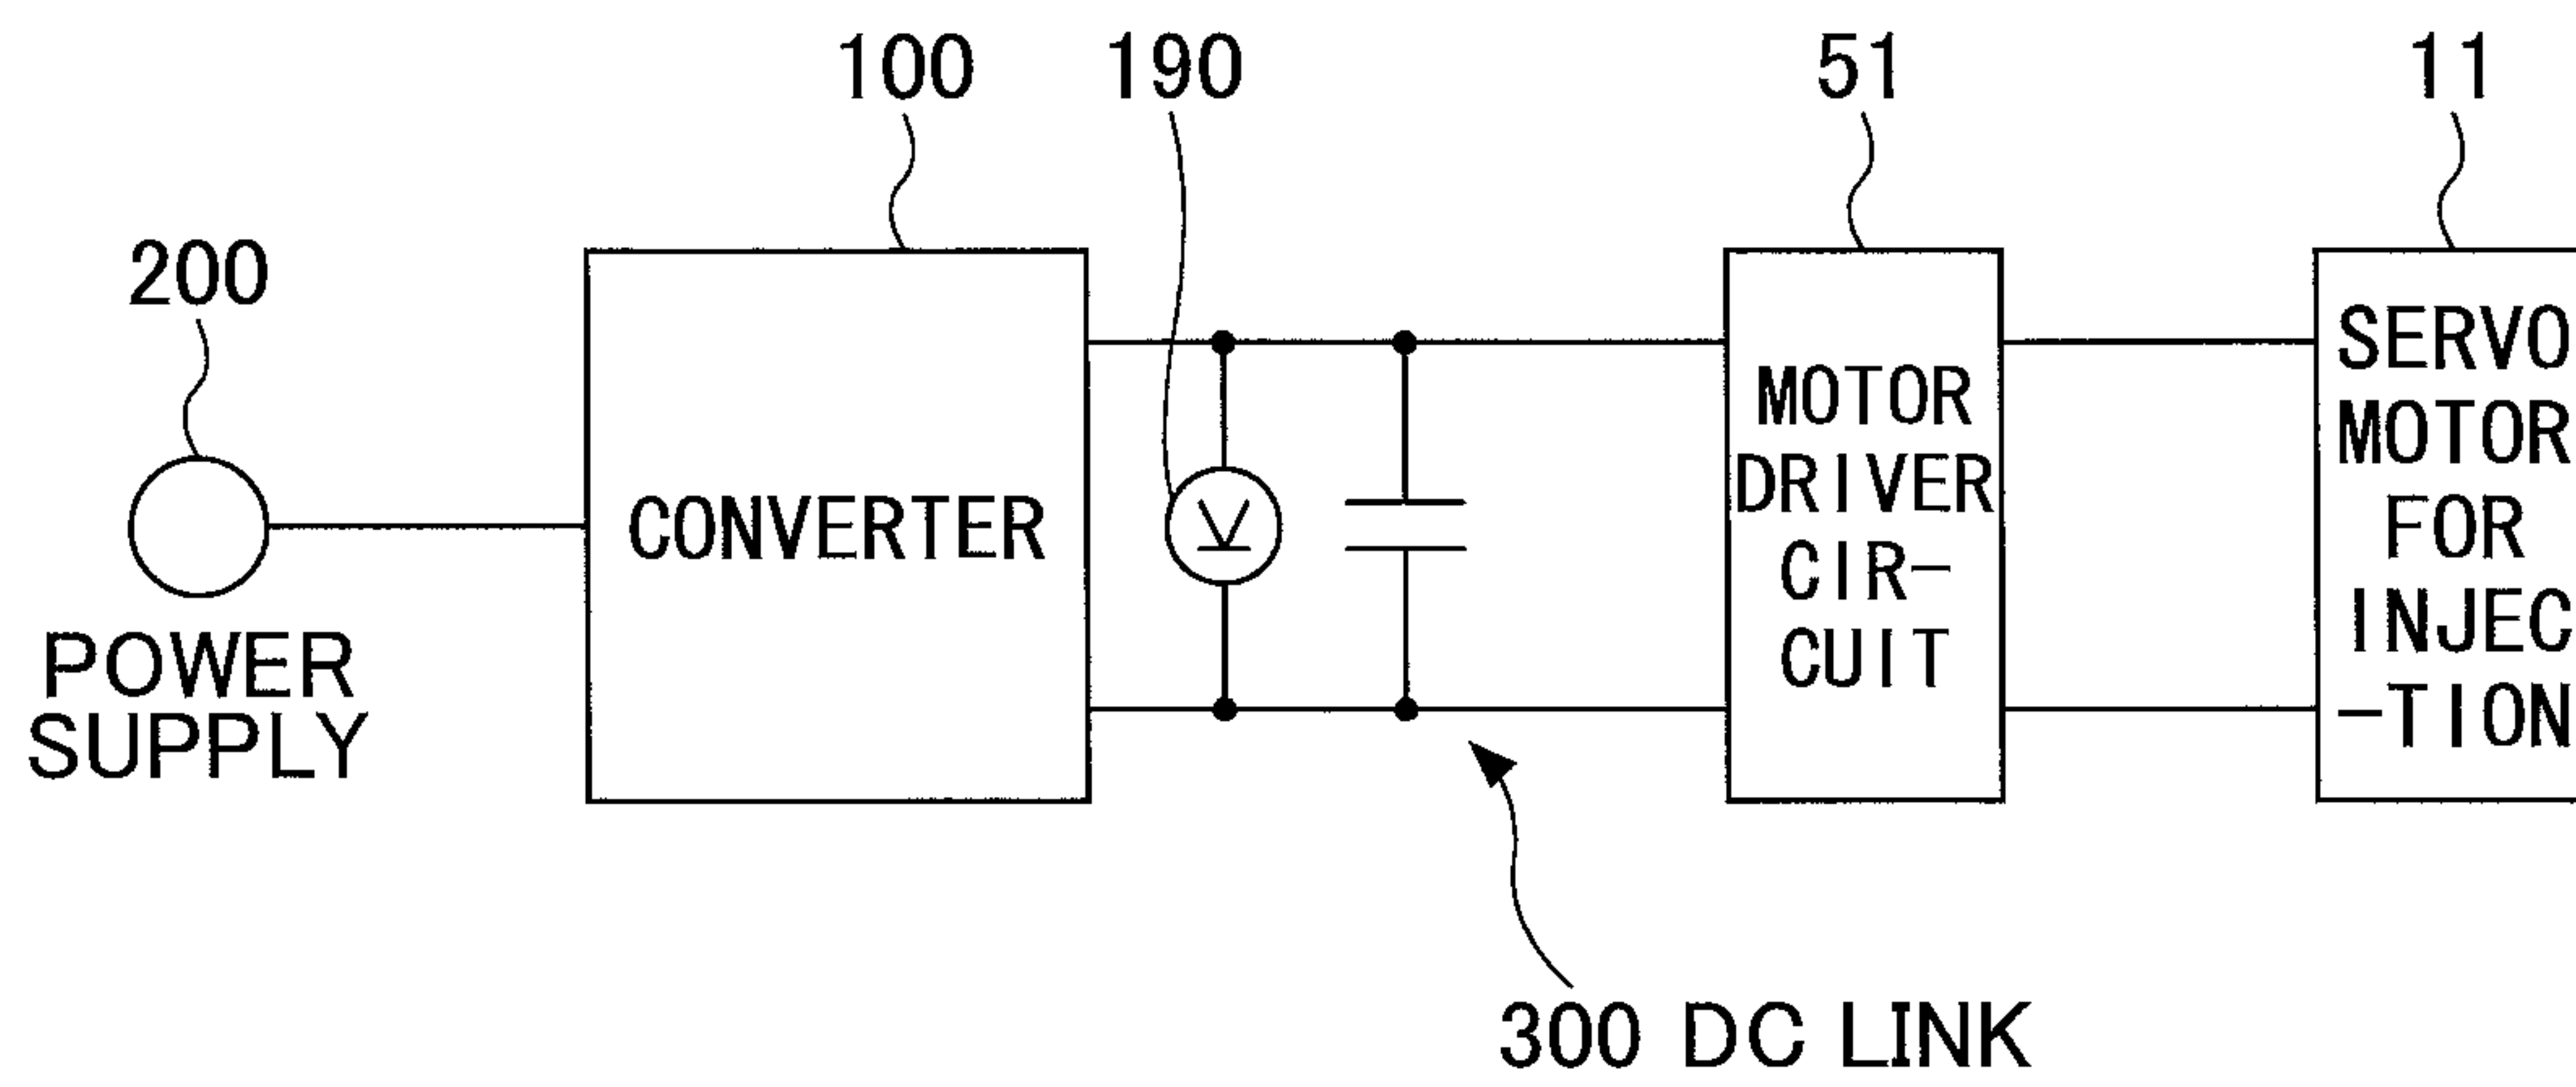 100
190
51
11
200
POWER
SUPPLY
CONVERTER
V
MOTOR
DRIVER
CIR-
CUIT
SERVO
MOTOR
FOR
INJEC
-TION
300 DC LINK